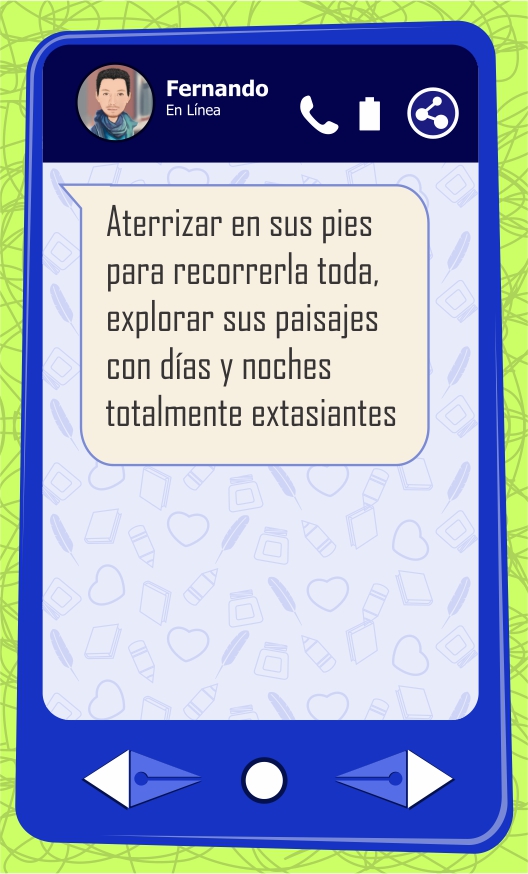 Fernando
En Línea
Aterrizar en sus pies
para recorrerla toda,
explorar sus paisajes
con días y noches
totalmente extasiantes